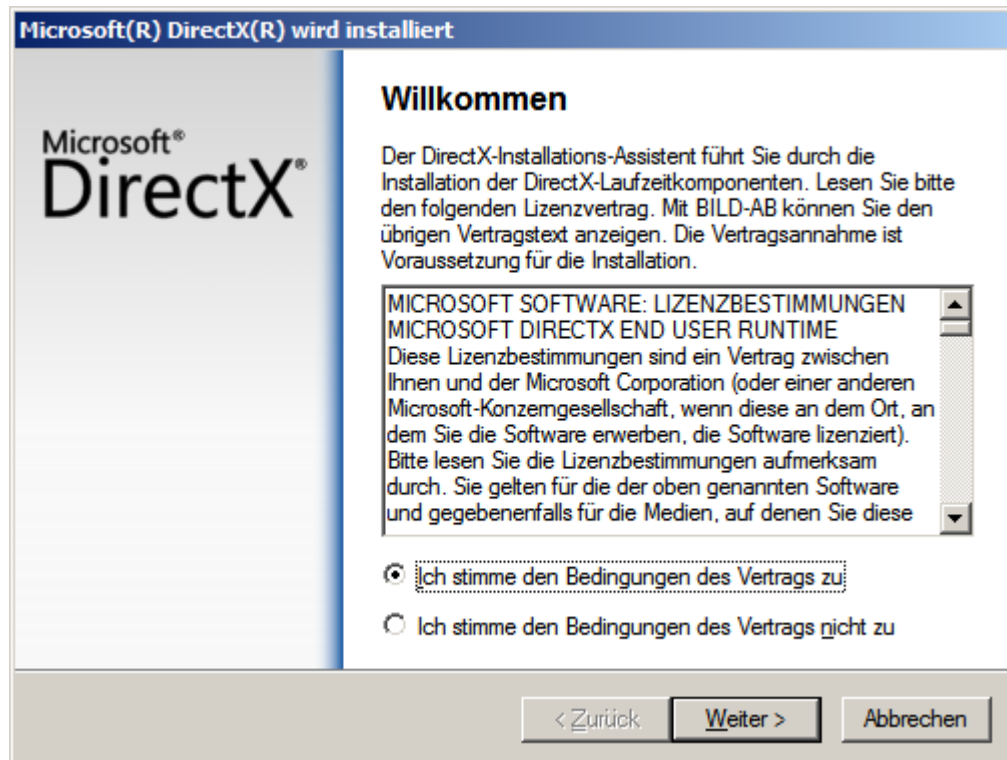 Microsoft(R) DirectX(R) wird installiert
Microsoft®
DirectX®
Willkommen
Der DirectX-Installations-Assistent führt Sie durch die
Installation der DirectX-Laufzeitkomponenten. Lesen Sie bitte
den folgenden Lizenzvertrag. Mit BILD-AB können Sie den
übrigen Vertragstext anzeigen. Die Vertragsannahme ist
Voraussetzung für die Installation.
MICROSOFT SOFTWARE: LIZENZBESTIMMUNGEN
MICROSOFT DIRECTX END USER RUNTIME
Diese Lizenzbestimmungen sind ein Vertrag zwischen
Ihnen und der Microsoft Corporation (oder einer anderen
Microsoft-Konzerngesellschaft, wenn diese an dem Ort, an
dem Sie die Software erwerben, die Software lizenziert).
Bitte lesen Sie die Lizenzbestimmungen aufmerksam
durch. Sie gelten für die der oben genannten Software
und gegebenenfalls für die Medien, auf denen Sie diese
Ich stimme den Bedingungen des Vertrags zu
Ich stimme den Bedingungen des Vertrags nicht zu
< Zurück
Weiter >
Abbrechen